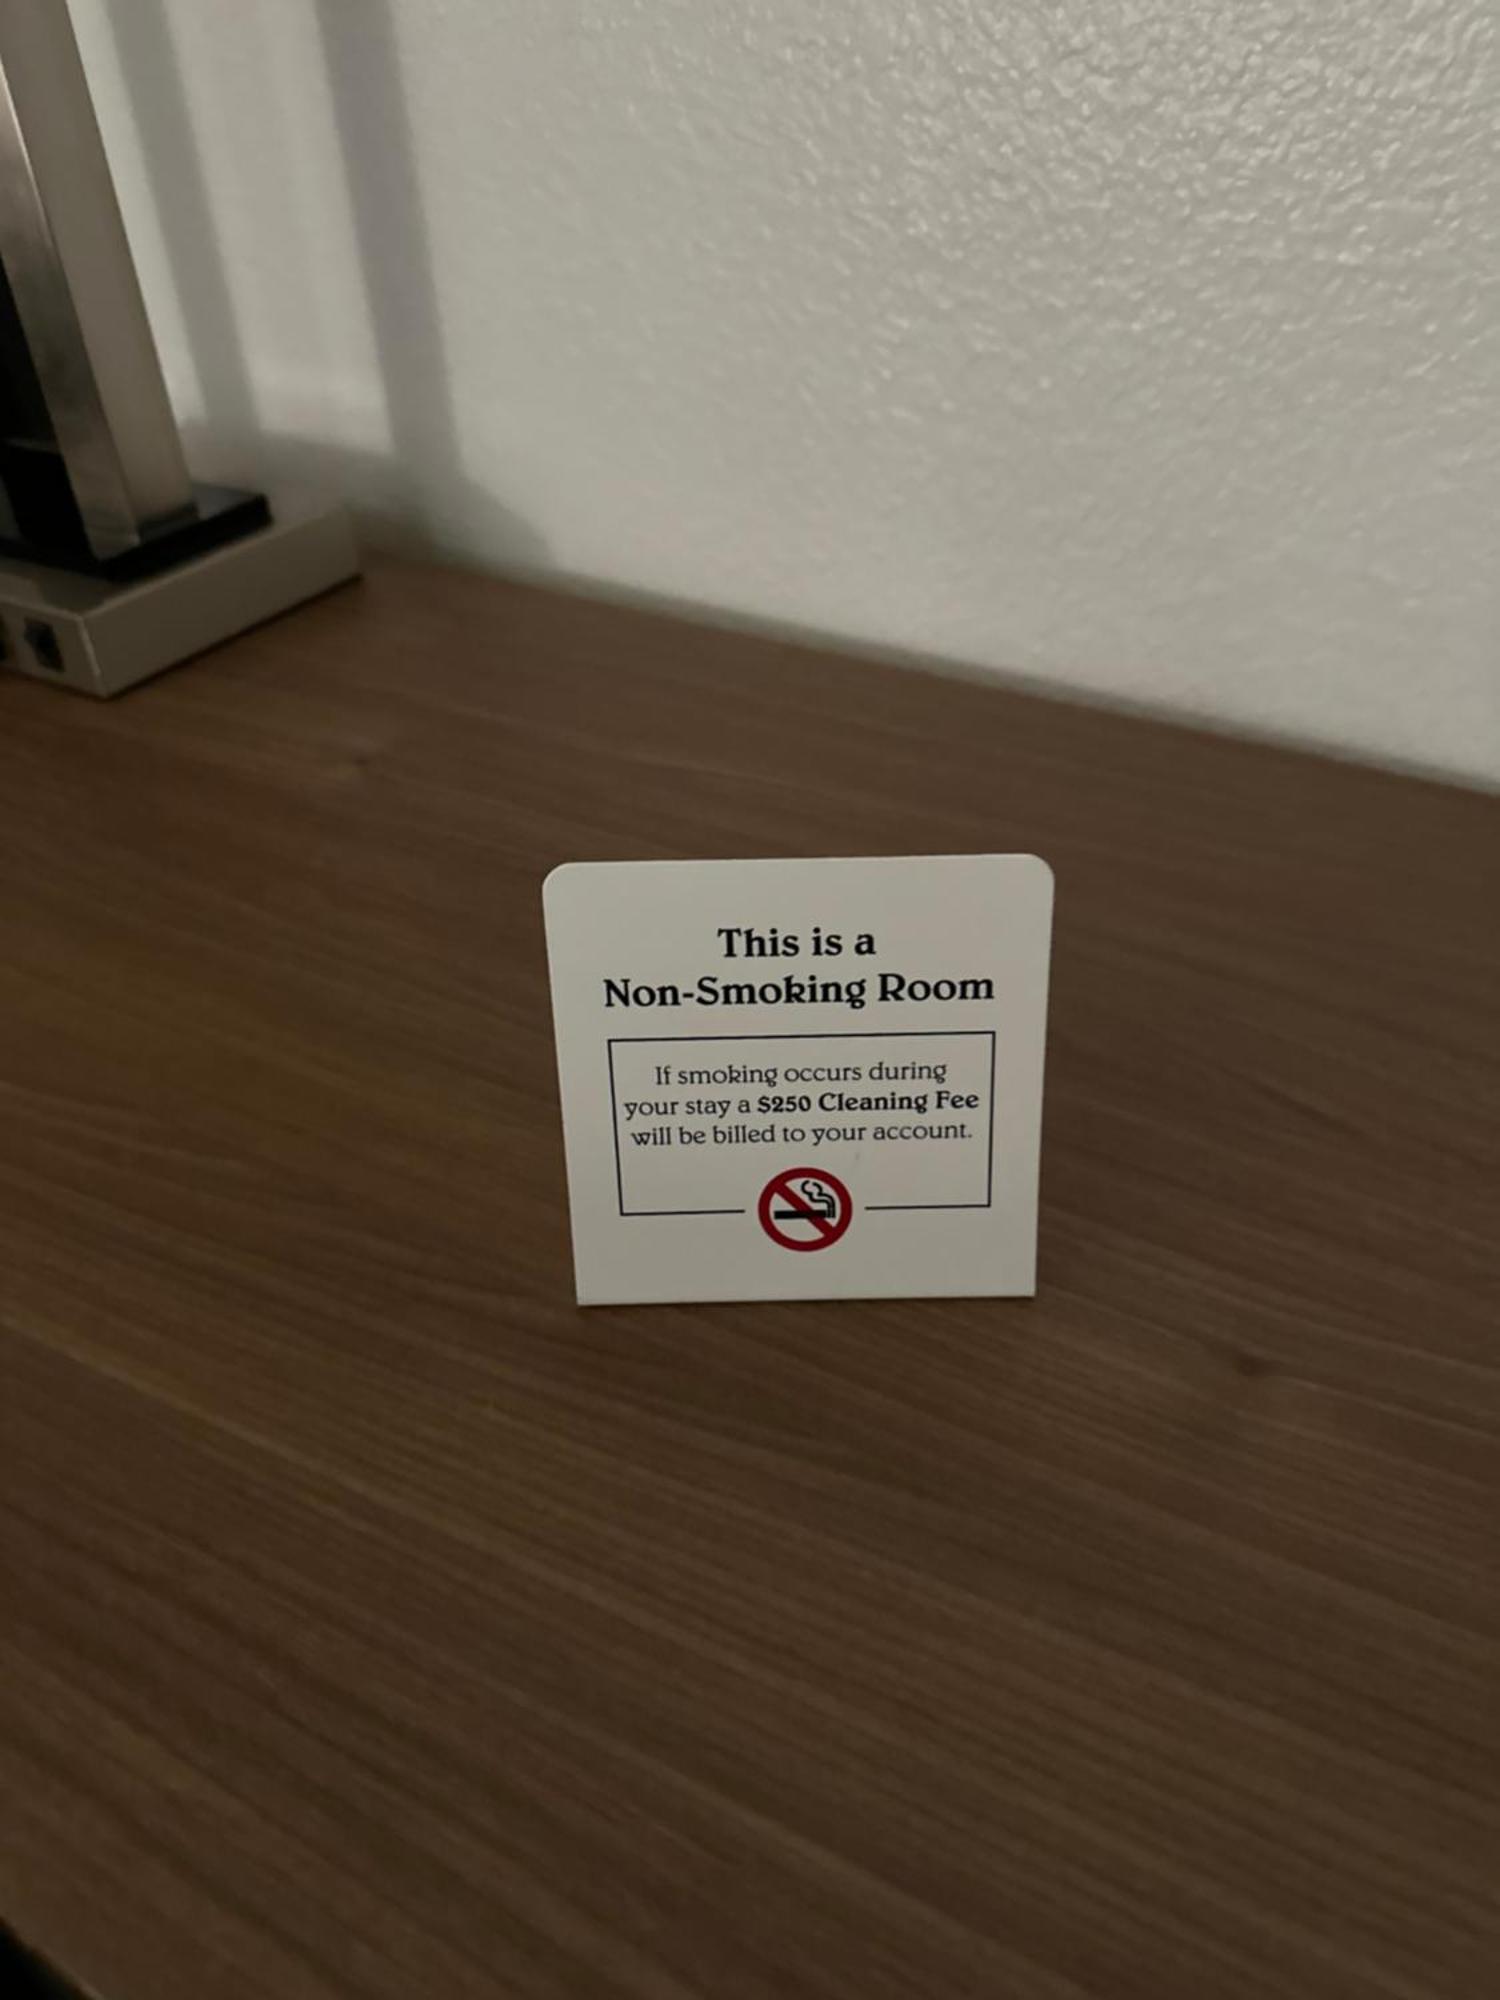 This is a
Non-Smoking Room
If smoking occurs during
your stay a $250 Cleaning Fee
will be billed to your account.